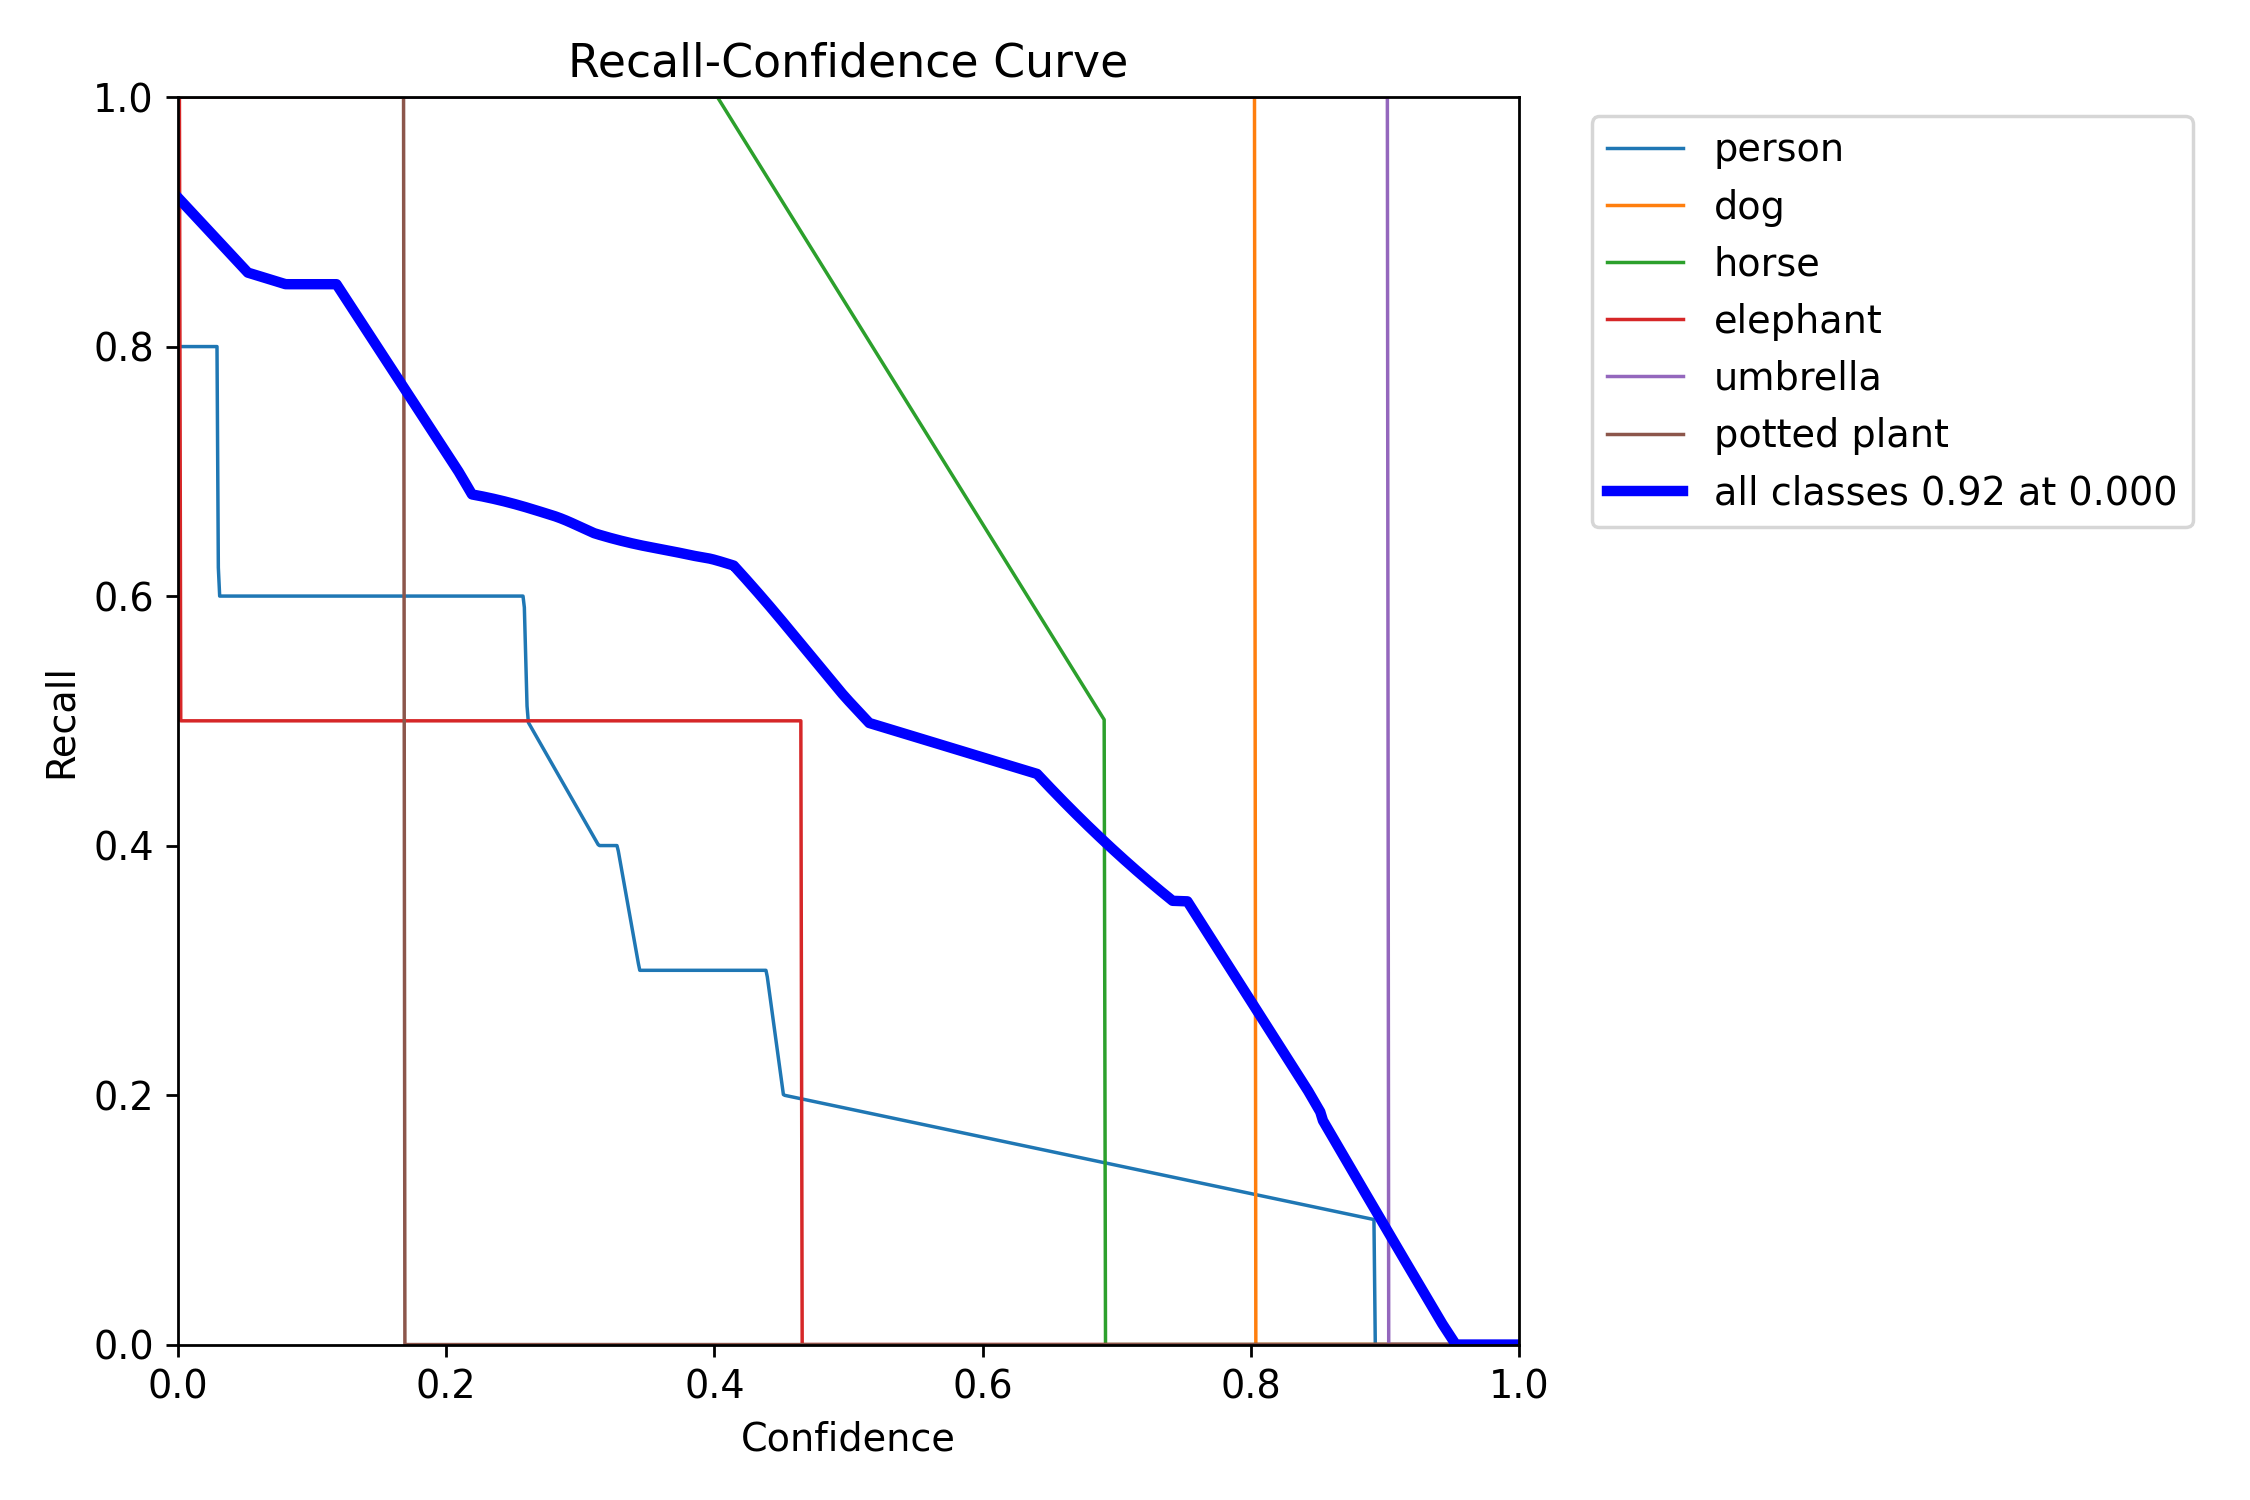 Recall-Confidence Curve
1.0
0.8
0.6
0.4
0.2
0.0
Recall
0.0 0.2 0.4 0.6 0.8 1.0
Confidence
person
dog
horse
elephant
umbrella
potted plant
all classes 0.92 at 0.000